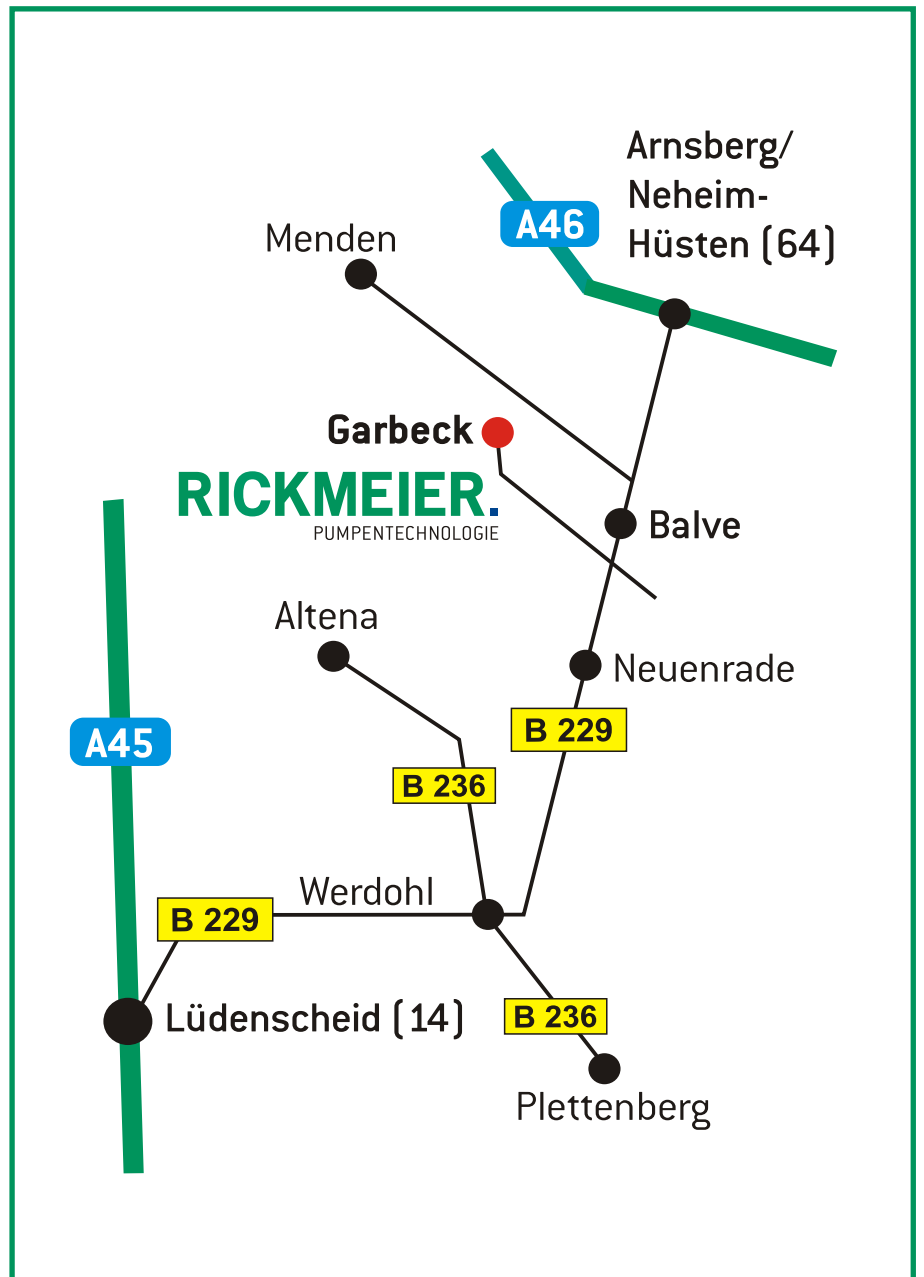 Arnsberg/
Neheim-
Hüsten (64)
A46
Menden
Garbeck
RICKMEIER.
PUMPENTECHNOLOGIE
Balve
Altena
Neuenrade
A45
B 229
B 236
Werdohl
B 229
Lüdenscheid (14)
B 236
Plettenberg